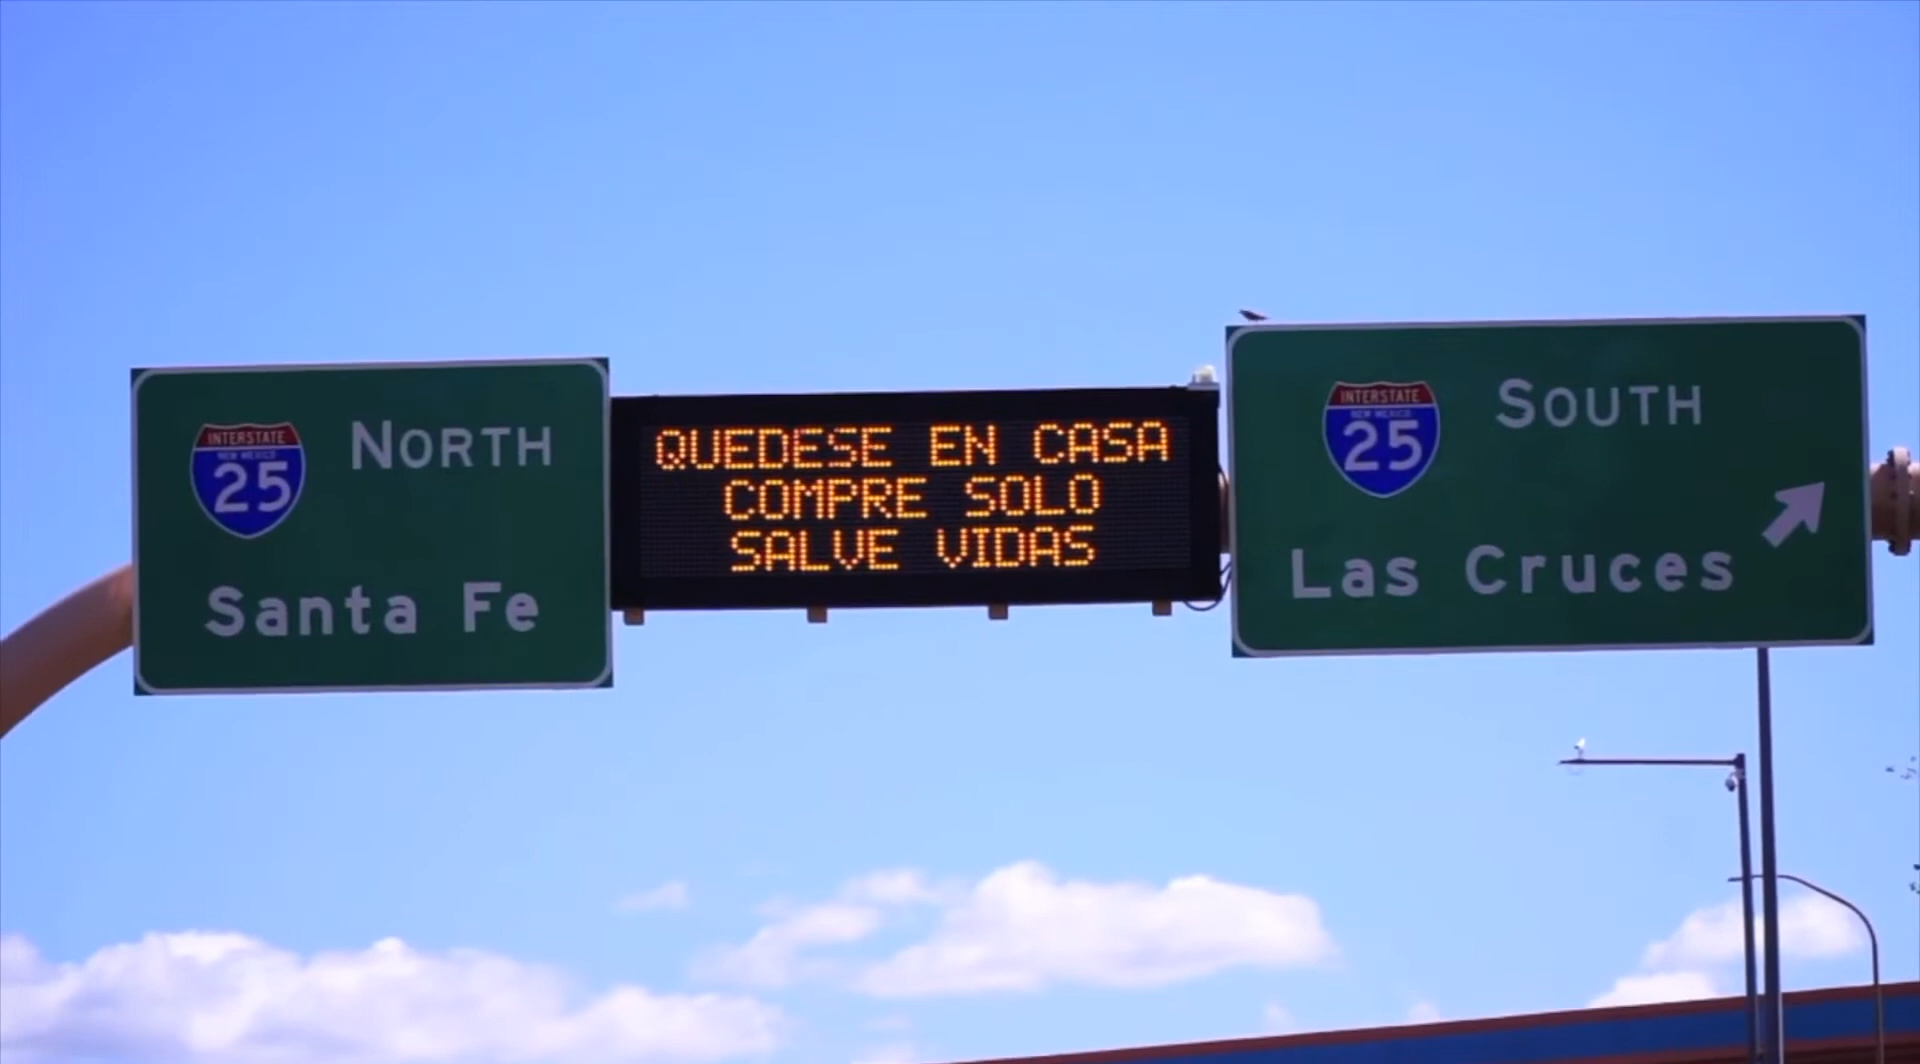 INTERSTATE
NEW MEXICO
25
NORTH
Santa Fe
QUEDESE EN CASA
COMPRE SOLO
SALVE VIDAS
INTERSTATE
NEW MEXICO
25
SOUTH
Las Cruces